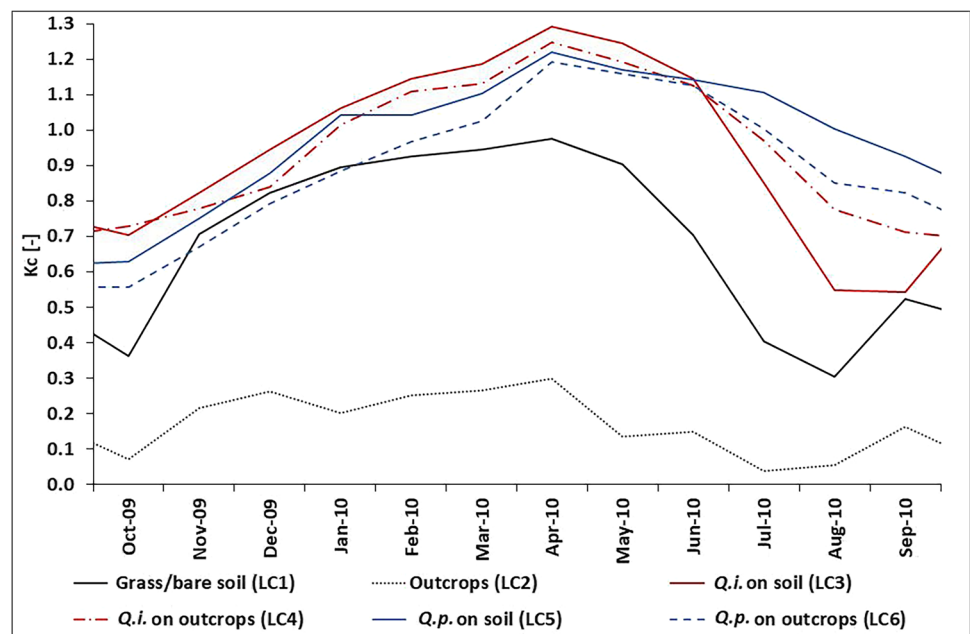 1.3
1.2
1.1
1.0
0.9
0.8
0.7
0.6
0.5
0.4
0.3
0.2
0.1
0.0
Kc [-]
Oct-09
Nov-09
Dec-09
Jan-10
Feb-10
Mar-10
Apr-10
May-10
Jun-10
Jul-10
Aug-10
Sep-10
Grass/bare soil (LC1)
Outcrops (LC2)
Q.i. on soil (LC3)
Q.i. on outcrops (LC4)
Q.p. on soil (LC5)
Q.p. on outcrops (LC6)